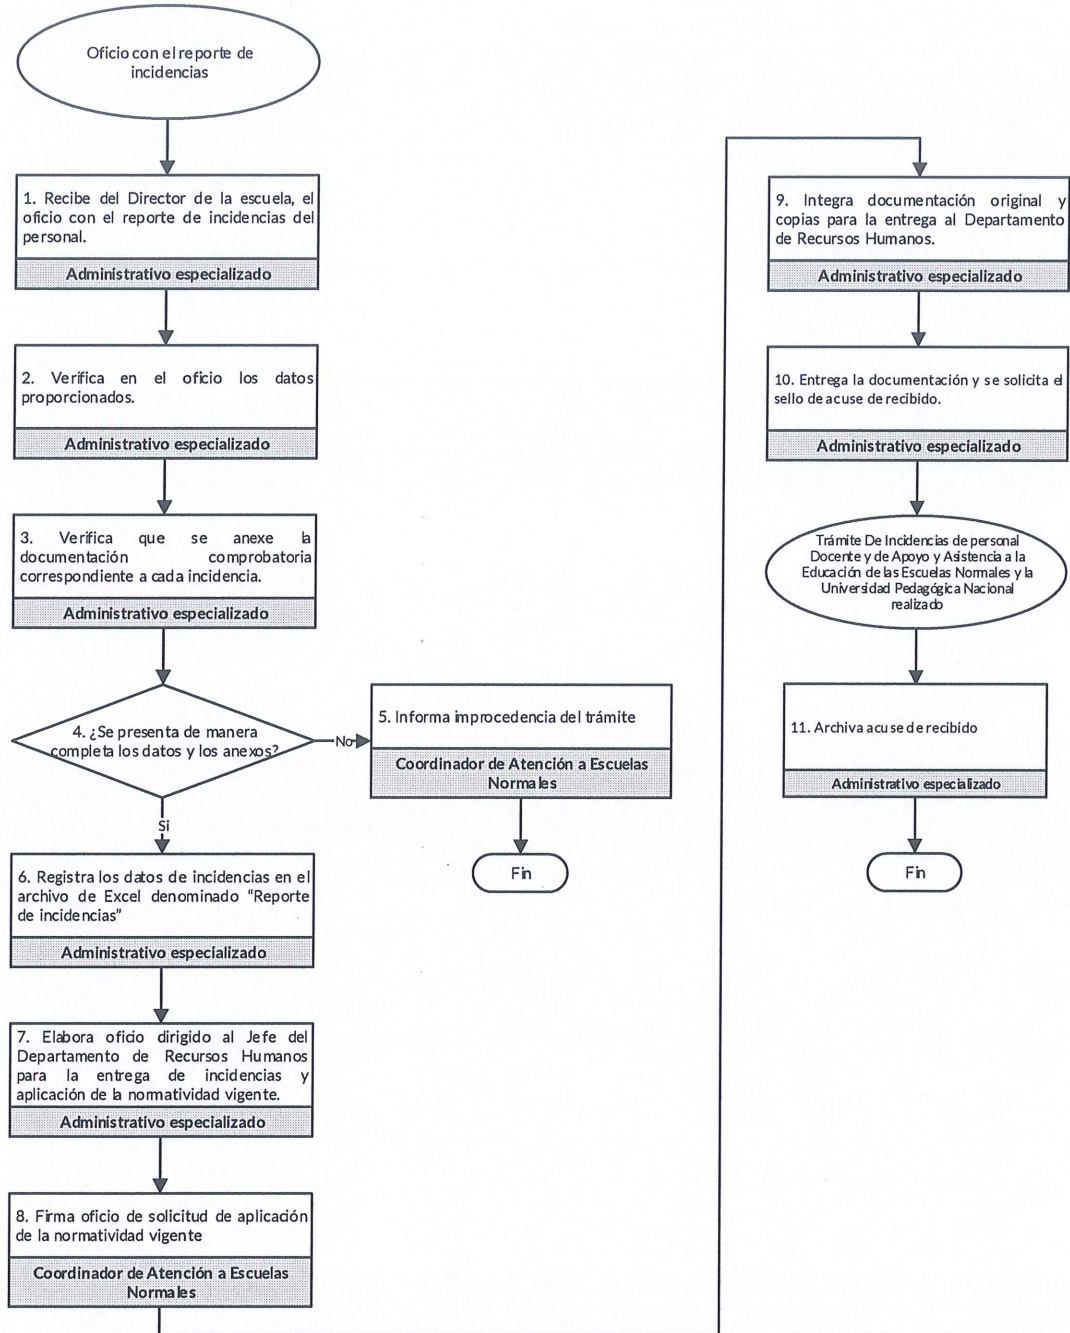 Oficio con el reporte de
incidencias
1. Recibe del Director de la escuela, el
oficio con el reporte de incidencias del
personal.
Administrativo especializado
2. Verifica en el oficio los datos
proporcionados.
Administrativo especializado
3. Verifica que se anexe la
documentación comprobatoria
correspondiente a cada incidencia.
Administrativo especializado
4. ¿Se presenta de manera
completa los datos y los anexos?
No
5. Informa improcedencia del trámite
Coordinador de Atención a Escuelas
Normales
Fin
Si
6. Registra los datos de incidencias en el
archivo de Excel denominado “Reporte
de incidencias”
Administrativo especializado
7. Elabora oficio dirigido al Jefe del
Departamento de Recursos Humanos
para la entrega de incidencias y
aplicación de la normatividad vigente.
Administrativo especializado
8. Firma oficio de solicitud de aplicación
de la normatividad vigente
Coordinador de Atención a Escuelas
Normales
9. Integra documentación original y
copias para la entrega al Departamento
de Recursos Humanos.
Administrativo especializado
10. Entrega la documentación y se solicita el
sello de acuse de recibido.
Administrativo especializado
Trámite De Incidencias de personal
Docente y de Apoyo y Asistencia a la
Educación de las Escuelas Normales y la
Universidad Pedagógica Nacional
realizado
11. Archiva acuse de recibido
Administrativo especializado
Fin